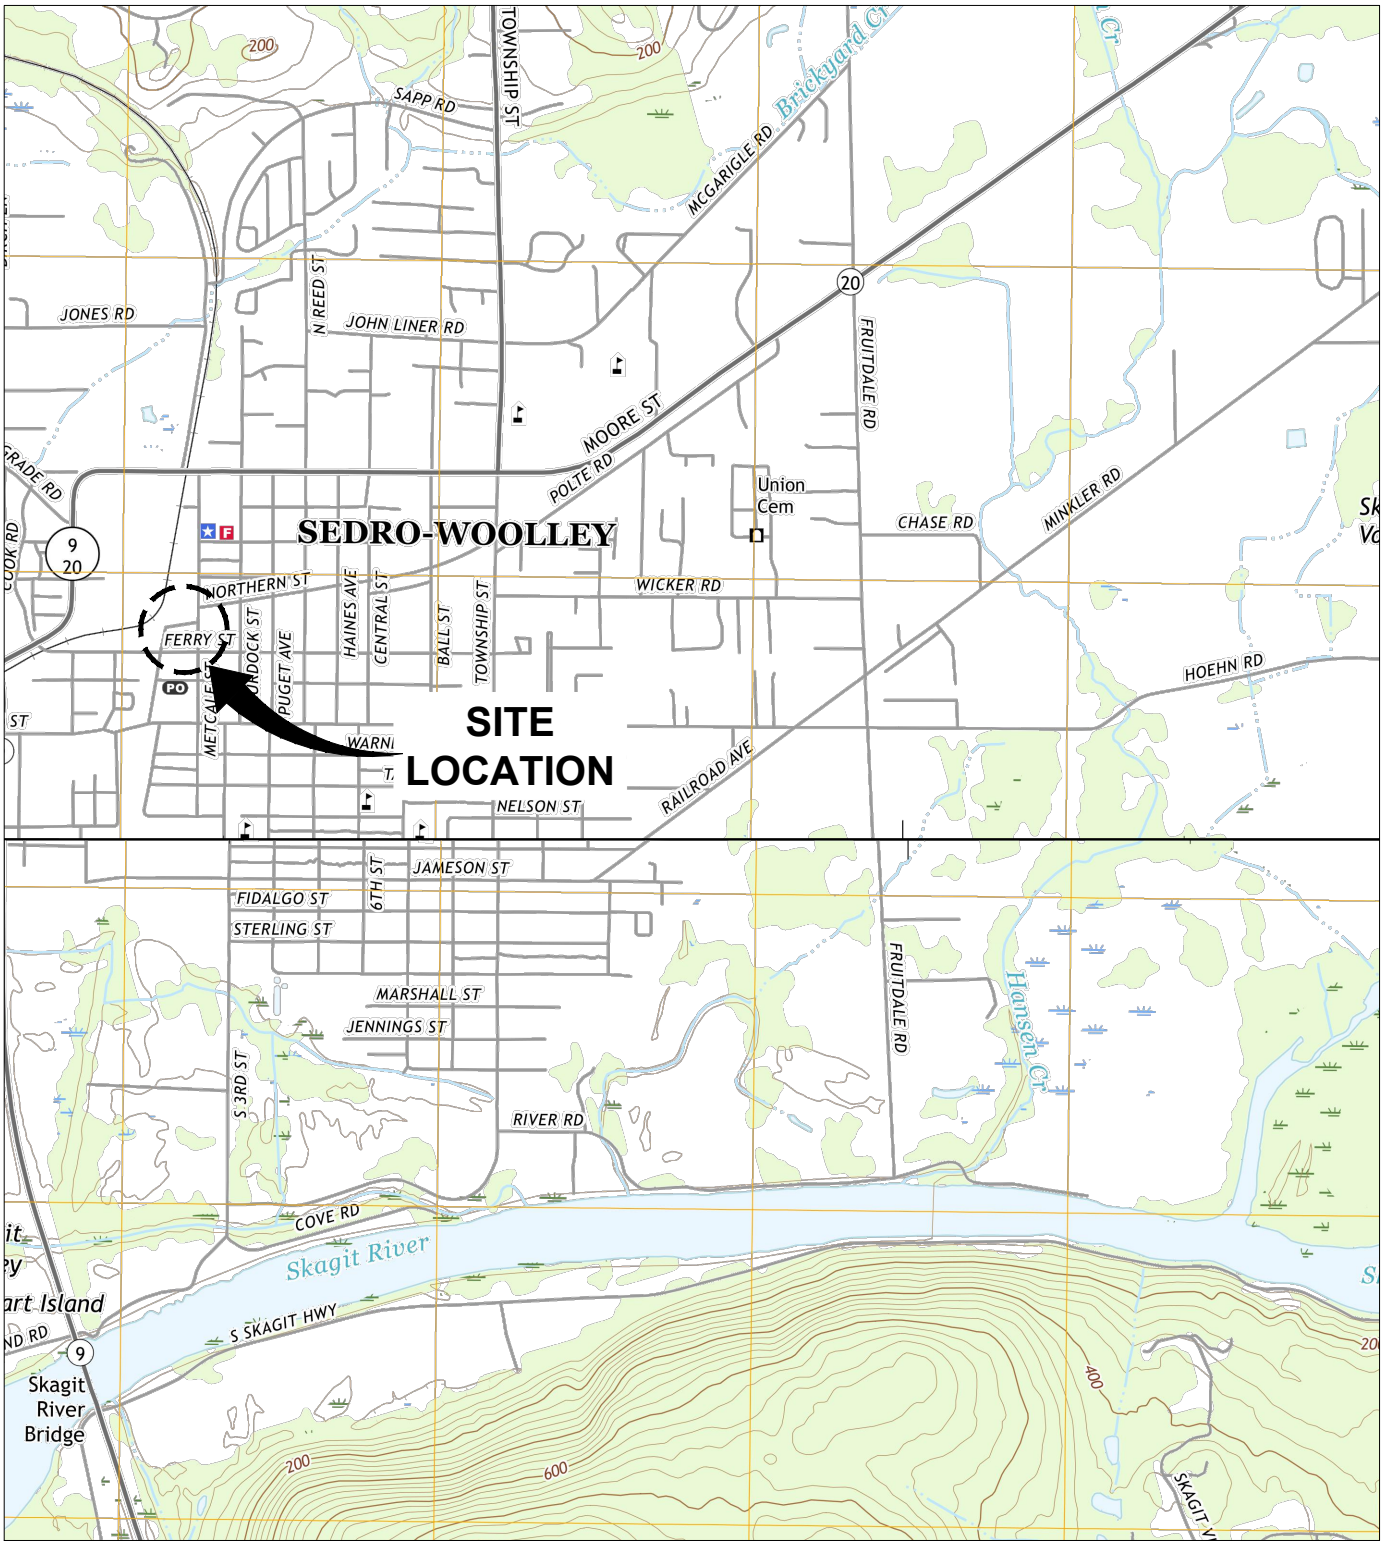 200
200
TOWNSHIP ST
Brickyard Cr
Cr
SAPP RD
MCGARIGLE RD
20
N REED ST
JONES RD
JOHN LINER RD
FRUITDALE RD
MOORE ST
POLTE RD
GRADE RD
Union
Cem
MINKLER RD
CHASE RD
SEDRO-WOOLLEY
F
COOK RD
9
20
NORTHERN ST
HAINES AVE
CENTRAL ST
WICKER RD
FERRY ST
BALL ST
TOWNSHIP ST
PUGET AVE
PO
METCALF ST
HOEHN RD
ST
SITE
LOCATION
RAILROAD AVE
NELSON ST
JAMESON ST
6TH ST
FIDALGO ST
STERLING ST
FRUITDALE RD
MARSHALL ST
JENNINGS ST
Hansen Cr
S 3RD ST
RIVER RD
COVE RD
Skagit River
S SKAGIT HWY
9
Skagit
River
Bridge
400
200
600